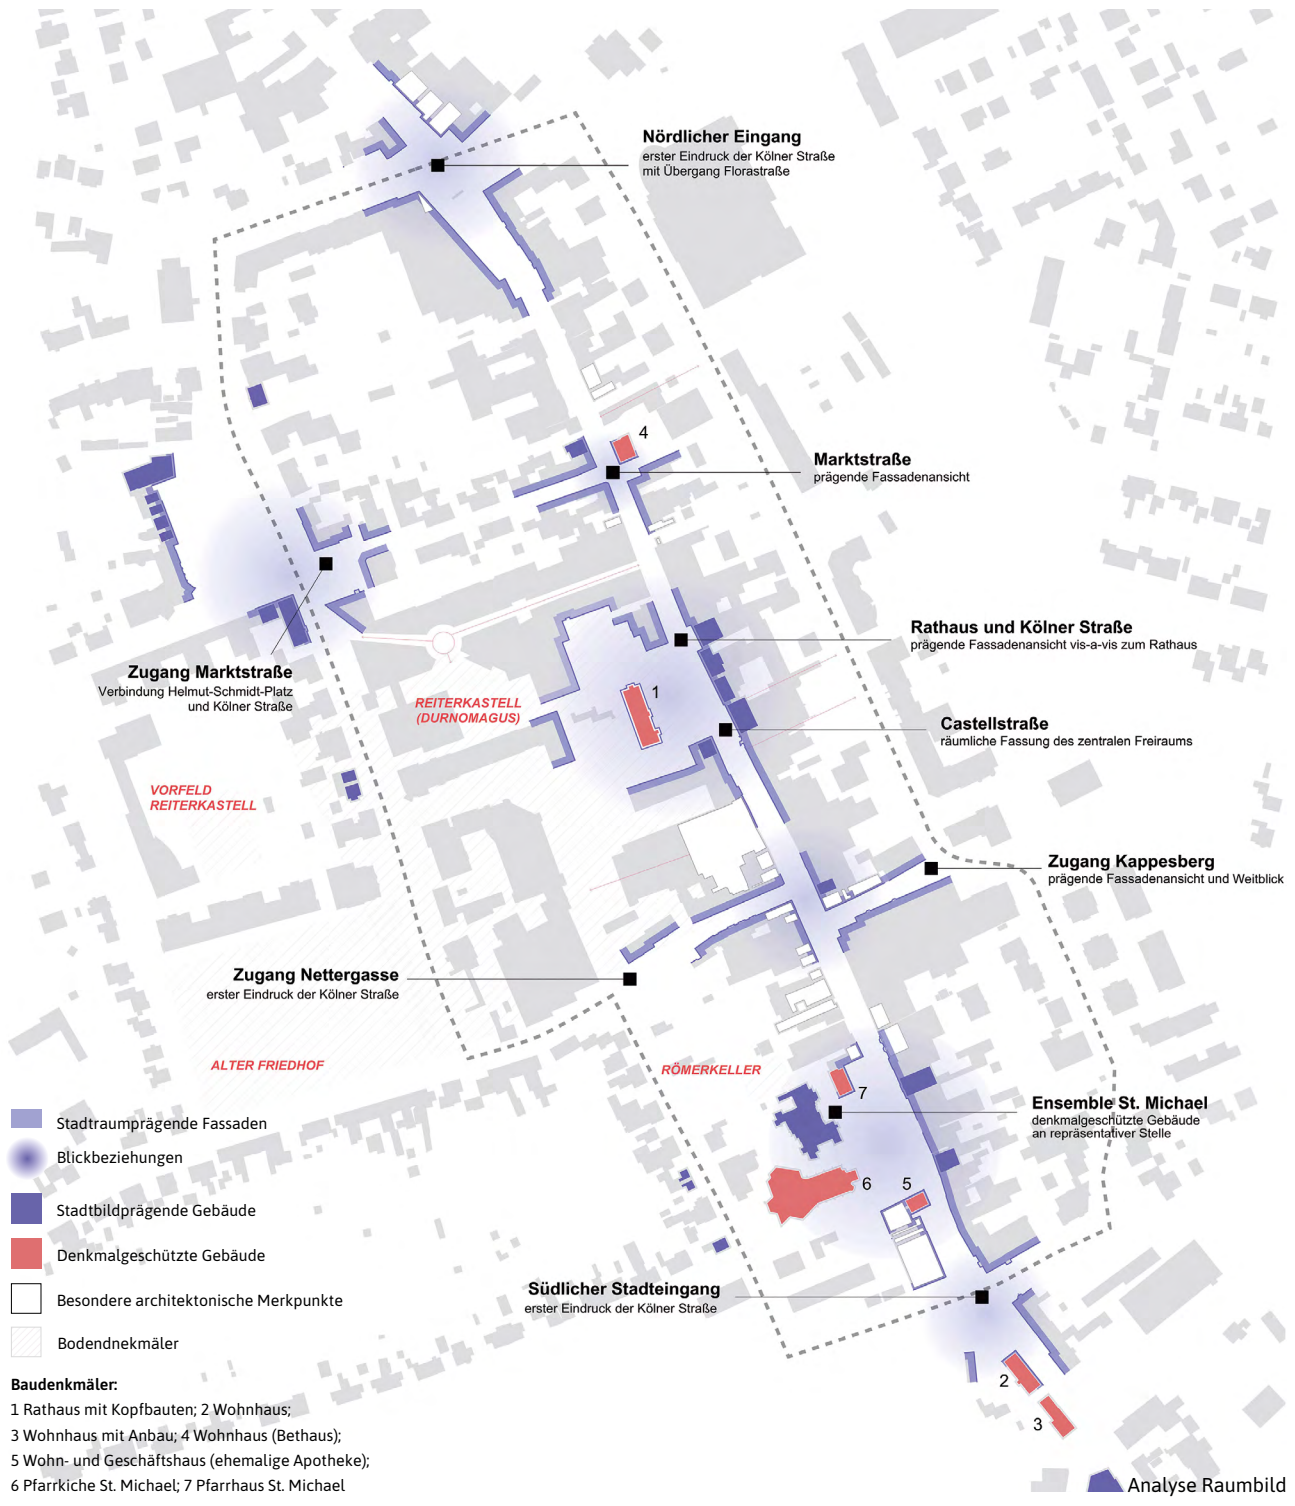 Nördlicher Eingang
erster Eindruck der Kölner Straße
mit Übergang Florastraße
4
Marktstraße
prägende Fassadenansicht
Rathaus und Kölner Straße
prägende Fassadenansicht vis-a-vis zum Rathaus
Zugang Marktstraße
Verbindung Helmut-Schmidt-Platz
und Kölner Straße
1
REITERKASTELL
(DURNOMAGUS)
Castellstraße
räumliche Fassung des zentralen Freiraums
VORFELD
REITERKASTELL
Zugang Kappesberg
prägende Fassadenansicht und Weitblick
Zugang Nettergasse
erster Eindruck der Kölner Straße
ALTER FRIEDHOF
RÖMERKELLER
7
Ensemble St. Michael
denkmalgeschützte Gebäude
an repräsentativer Stelle
6
5
Südlicher Stadteingang
erster Eindruck der Kölner Straße
2
3
Stadtraumprägende Fassaden
Blickbeziehungen
Stadtbildprägende Gebäude
Denkmalgeschützte Gebäude
Besondere architektonische Merkpunkte
Bodendnekmäler
Baudenkmäler:
1 Rathaus mit Kopfbauten; 2 Wohnhaus;
3 Wohnhaus mit Anbau; 4 Wohnhaus (Bethaus);
5 Wohn- und Geschäftshaus (ehemalige Apotheke);
6 Pfarrkiche St. Michael; 7 Pfarrhaus St. Michael
Analyse Raumbild